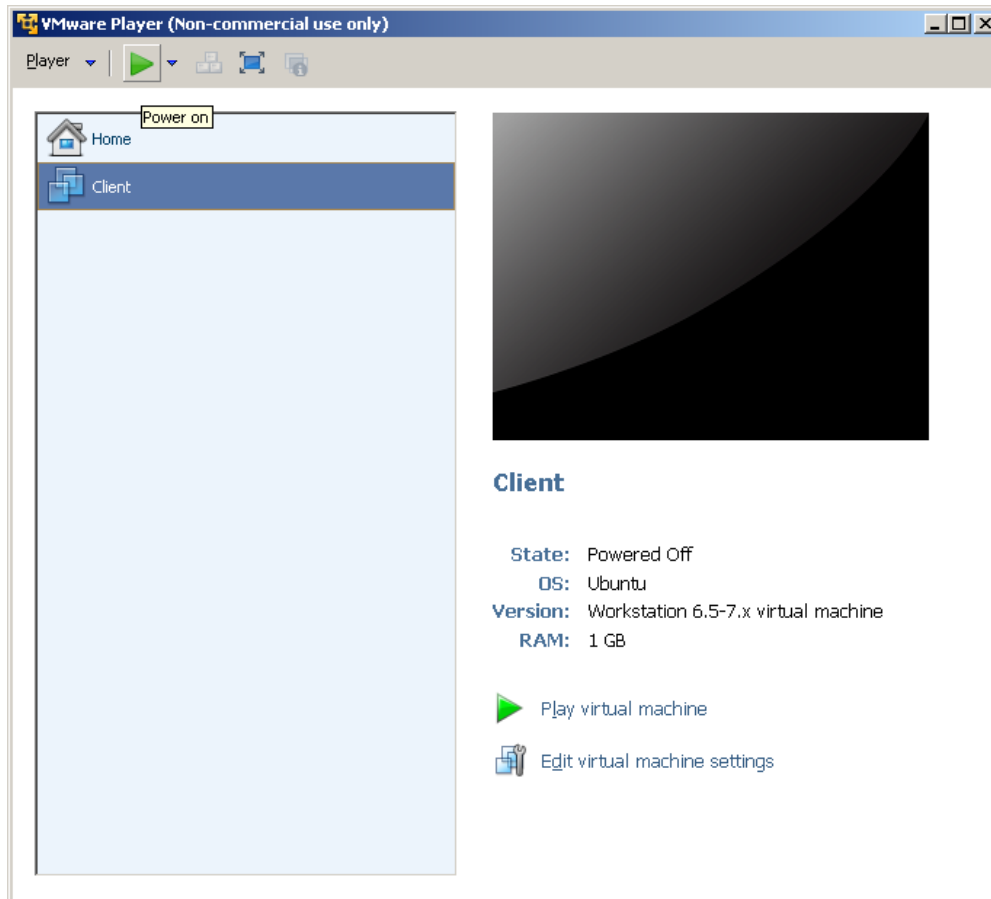 VMware Player (Non-commercial use only)
Player
Power on
Home
Client
Client
State: Powered Off
OS: Ubuntu
Version: Workstation 6.5-7.x virtual machine
RAM: 1 GB
Play virtual machine
Edit virtual machine settings